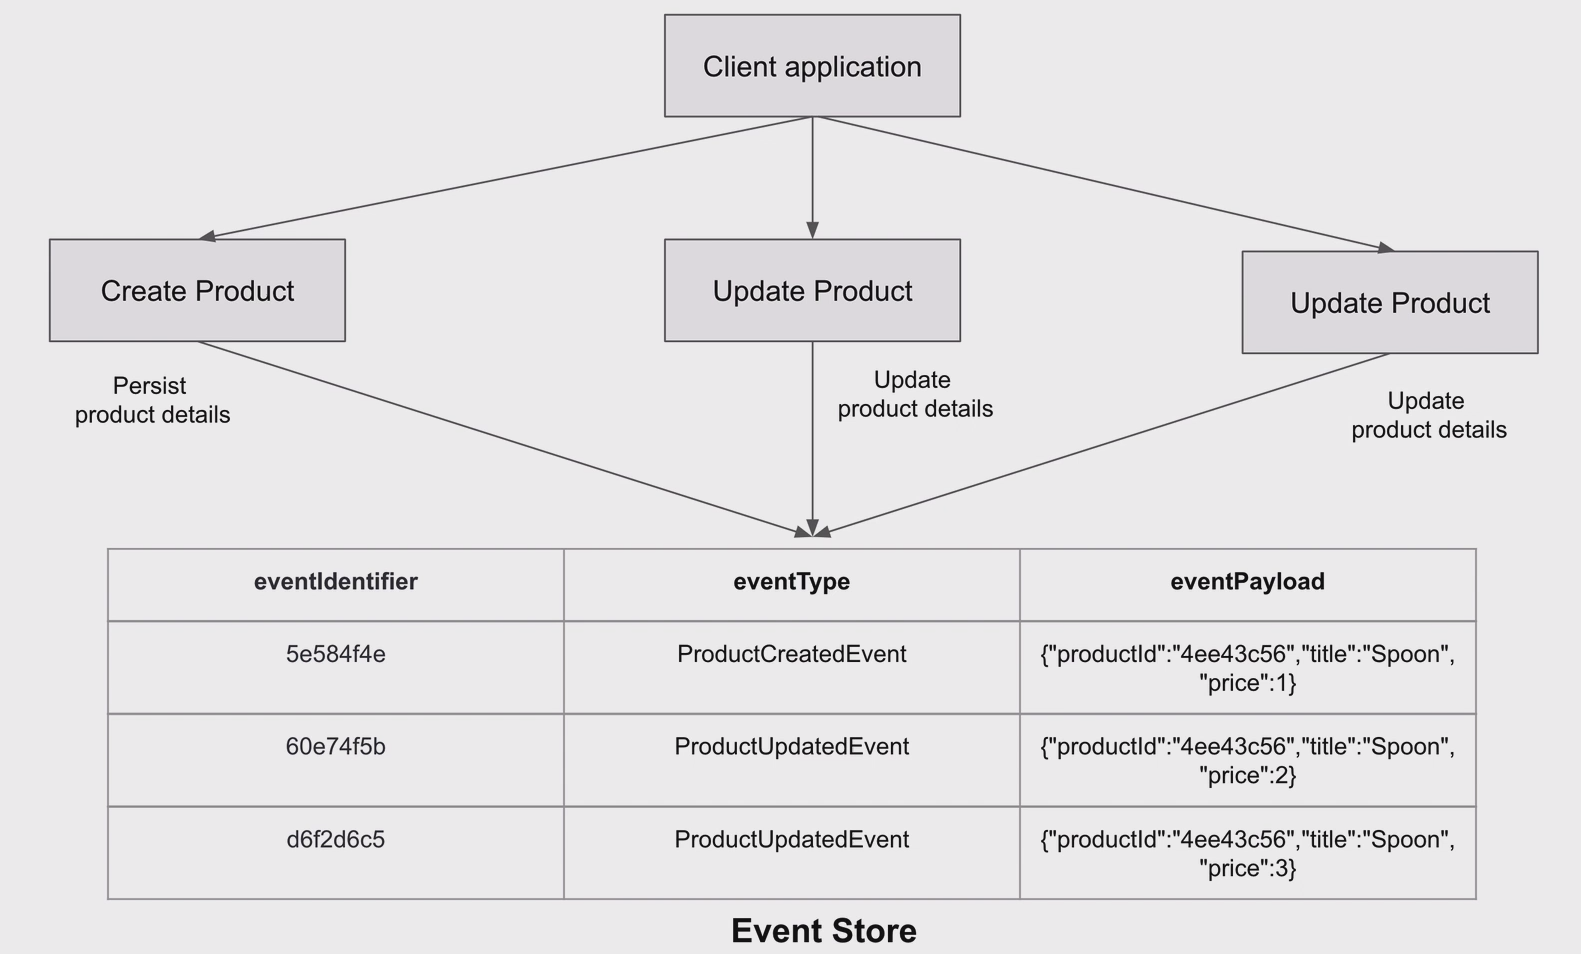 Client application
Create Product
Update Product
Update Product
Persist
product details
Update
product details
Update
product details
eventIdentifier
eventType
eventPayload
5e584f4e
ProductCreatedEvent
{"productId":"4ee43c56","title":"Spoon",
"price":1}
60e74f5b
ProductUpdatedEvent
{"productId":"4ee43c56","title":"Spoon",
"price":2}
d6f2d6c5
ProductUpdatedEvent
{"productId":"4ee43c56","title":"Spoon",
"price":3}
Event Store